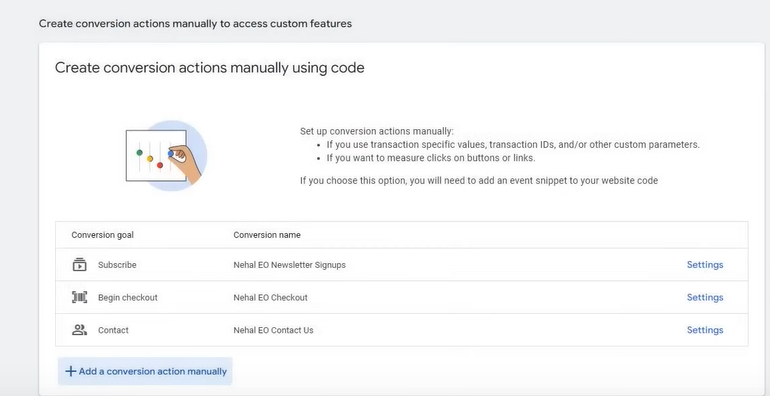 Create conversion actions manually to access custom features
Create conversion actions manually using code
Set up conversion actions manually:
• If you use transaction specific values, transaction IDs, and/or other custom parameters.
• If you want to measure clicks on buttons or links.
If you choose this option, you will need to add an event snippet to your website code
Conversion goal Conversion name
Subscribe Nehal EO Newsletter Signups Settings
Begin checkout Nehal EO Checkout Settings
Contact Nehal EO Contact Us Settings
+ Add a conversion action manually